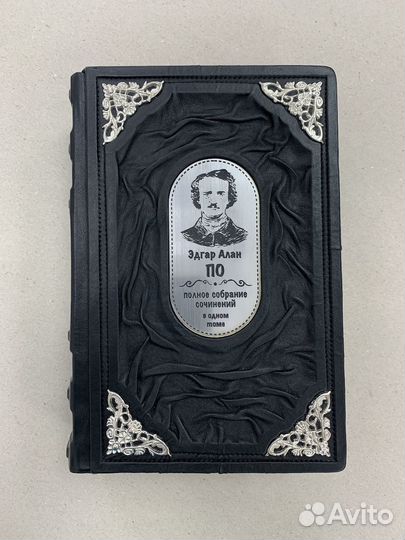 Эдгар Алан
ПО
полное собрание
сочинений
в одном
томе
Avito